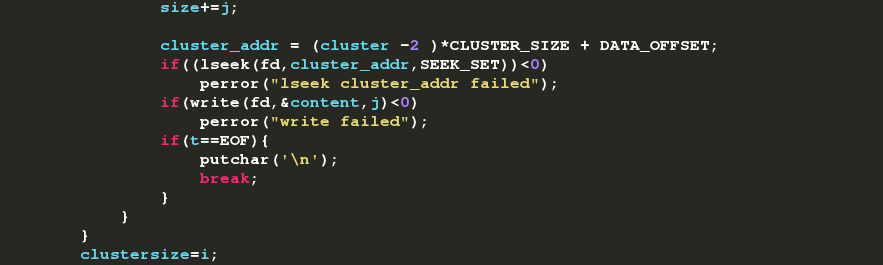 size+=j;
cluster_addr = (cluster -2 )*CLUSTER_SIZE + DATA_OFFSET;
if((lseek(fd,cluster_addr,SEEK_SET))<0)
perror("lseek cluster_addr failed");
if(write(fd,&content,j)<0)
perror("write failed");
if(t==EOF){
putchar('\n');
break;
}
}
}
clustersize=i;